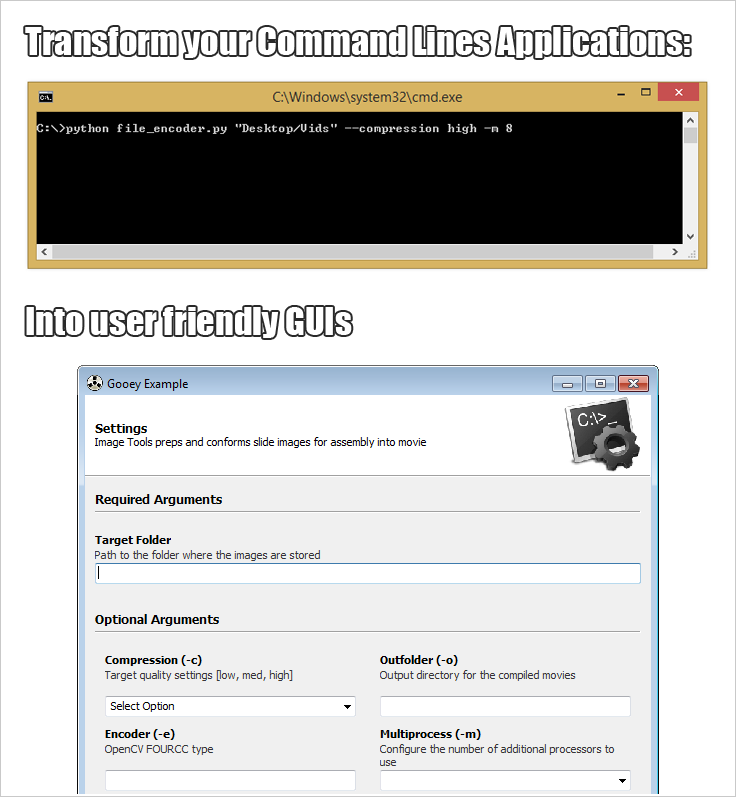 Transform your Command Lines Applications:
C:\Windows\system32\cmd.exe
C:\>python file_encoder.py "Desktop/Vids" --compression high -m 8
Into user friendly GUIs
Gooey Example
Settings
Image Tools preps and conforms slide images for assembly into movie
C:\>_
Required Arguments
Target Folder
Path to the folder where the images are stored
Optional Arguments
Compression (-c)
Target quality settings [low, med, high]
Select Option
Outfolder (-o)
Output directory for the compiled movies
Encoder (-e)
OpenCV FOURCC type
Multiprocess (-m)
Configure the number of additional processors to
use